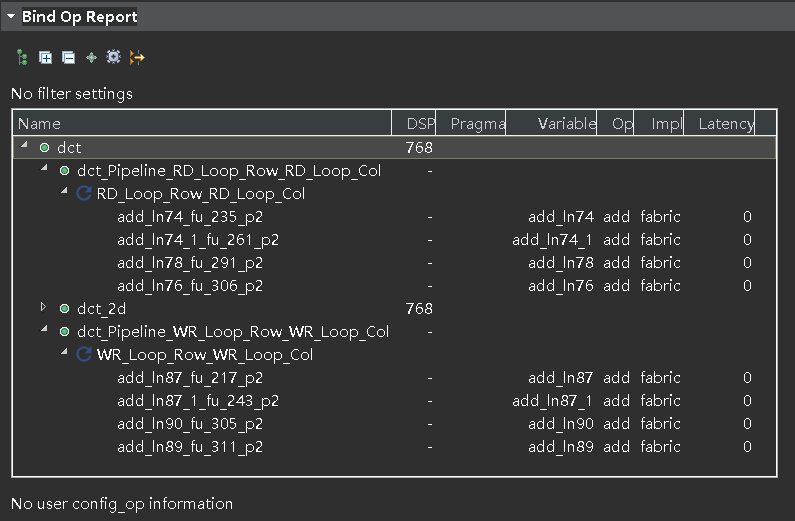 Bind Op Report
No filter settings
Name DSP Pragma Variable Op Impl Latency
dct 768
dct_Pipeline_RD_Loop_Row_RD_Loop_Col -
RD_Loop_Row_RD_Loop_Col
add_ln74_fu_235_p2 - add_ln74 add fabric 0
add_ln74_1_fu_261_p2 - add_ln74_1 add fabric 0
add_ln78_fu_291_p2 - add_ln78 add fabric 0
add_ln76_fu_306_p2 - add_ln76 add fabric 0
dct_2d 768
dct_Pipeline_WR_Loop_Row_WR_Loop_Col -
WR_Loop_Row_WR_Loop_Col
add_ln87_fu_217_p2 - add_ln87 add fabric 0
add_ln87_1_fu_243_p2 - add_ln87_1 add fabric 0
add_ln90_fu_305_p2 - add_ln90 add fabric 0
add_ln89_fu_311_p2 - add_ln89 add fabric 0
No user config_op information